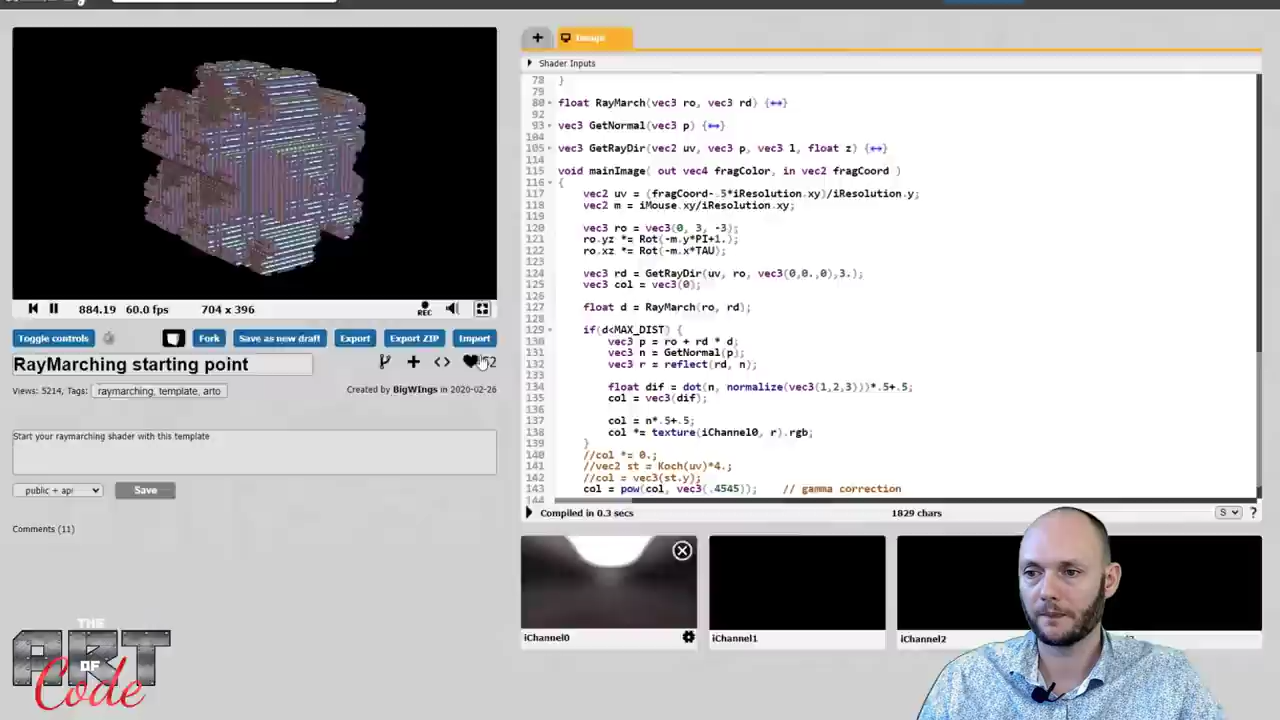 Image
Shader Inputs
78 }
79
80 float RayMarch(vec3 ro, vec3 rd) {↔}
92
93 vec3 GetNormal(vec3 p) {↔}
104
105 vec3 GetRayDir(vec2 uv, vec3 p, vec3 l, float z) {↔}
114
115 void mainImage( out vec4 fragColor, in vec2 fragCoord )
116 {
117 vec2 uv = (fragCoord-.5*iResolution.xy)/iResolution.y;
118 vec2 m = iMouse.xy/iResolution.xy;
119
120 vec3 ro = vec3(0, 3, -3);
121 ro.yz *= Rot(-m.y*PI+1.);
122 ro.xz *= Rot(-m.x*TAU);
123
124 vec3 rd = GetRayDir(uv, ro, vec3(0,0.,0),3.);
125 vec3 col = vec3(0);
126
127 float d = RayMarch(ro, rd);
128
129 if(d<MAX_DIST) {
130 vec3 p = ro + rd * d;
131 vec3 n = GetNormal(p);
132 vec3 r = reflect(rd, n);
133
134 float dif = dot(n, normalize(vec3(1,2,3)))*.5+.5;
135 col = vec3(dif);
136
137 col = n*.5+.5;
138 col *= texture(iChannel0, r).rgb;
139 }
140 //col *= 0.;
141 //vec2 st = Koch(uv)*4.;
142 //col = vec3(st.y);
143 col = pow(col, vec3(.4545)); // gamma correction
144
Compiled in 0.3 secs 1829 chars S ?
884.19 60.0 fps 704 x 396 REC
Toggle controls Fork Save as new draft Export Export ZIP Import
RayMarching starting point
Views: 5214, Tags: raymarching, template, arto
Created by BigWIngs in 2020-02-26
Start your raymarching shader with this template
public + api Save
Comments (11)
iChannel0 iChannel1 iChannel2
THE
ART
OF
Code